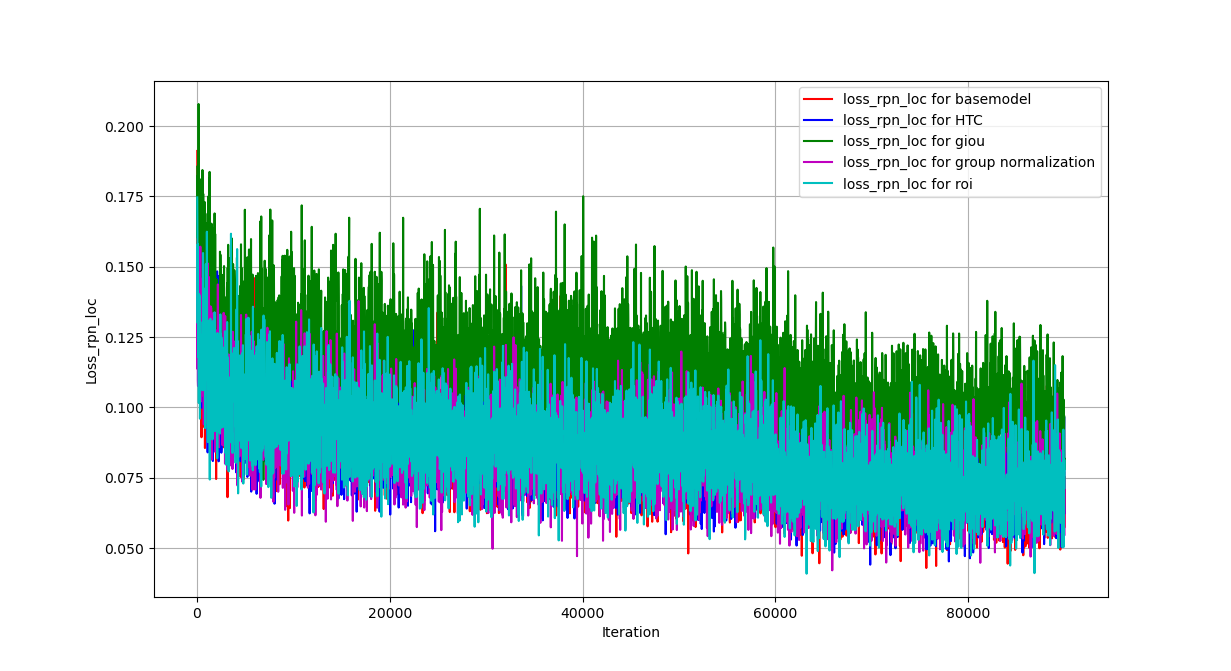 loss_rpn_loc for basemodel
loss_rpn_loc for HTC
loss_rpn_loc for giou
loss_rpn_loc for group normalization
loss_rpn_loc for roi
0.200
0.175
0.150
0.125
0.100
0.075
0.050
Loss_rpn_loc
0 20000 40000 60000 80000
Iteration